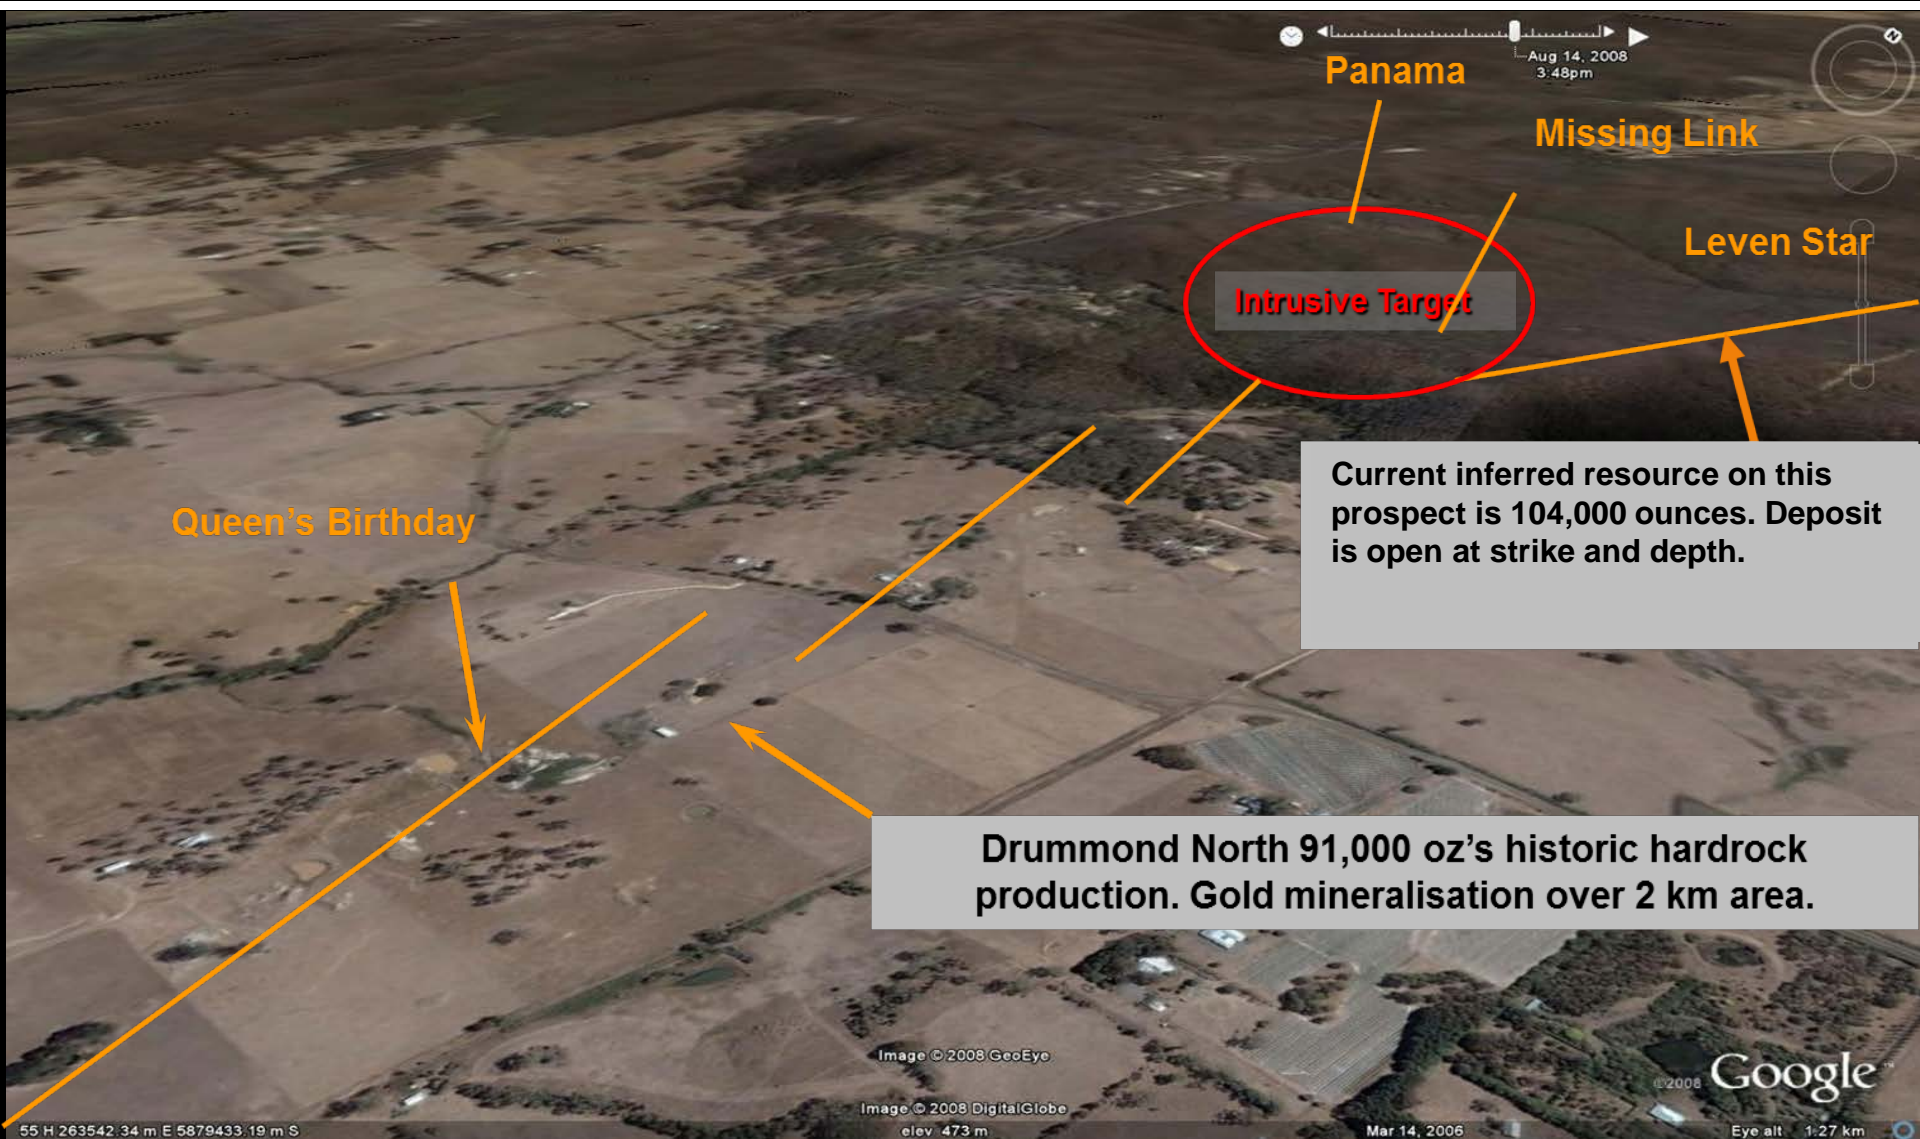 Aug 14, 2008
3:48pm
Panama
Missing Link
Leven Star
Intrusive Target
Current inferred resource on this
prospect is 104,000 ounces. Deposit
is open at strike and depth.
Queen’s Birthday
Drummond North 91,000 oz’s historic hardrock
production. Gold mineralisation over 2 km area.
Image © 2008 GeoEye
©2008 Google™
Image © 2008 DigitalGlobe
55 H 263542.34 m E 5879433.19 m S
elev 473 m
Mar 14, 2006
Eye alt 1.27 km
N